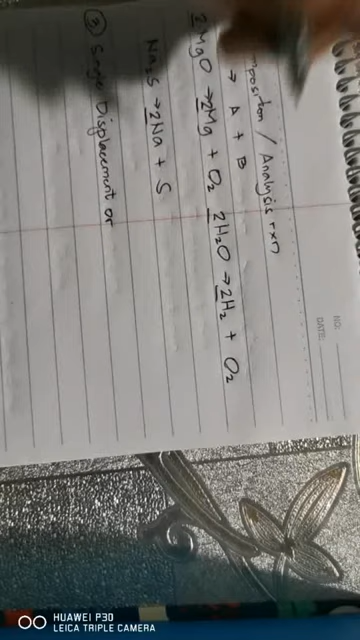 NO.
DATE:
/ Analysis rxn
→ A + B
2MgO → 2Mg + O₂ 2H₂O → 2H₂ + O₂
Na₂S → 2Na + S
③ Single Displacement or
HUAWEI P30
LEICA TRIPLE CAMERA